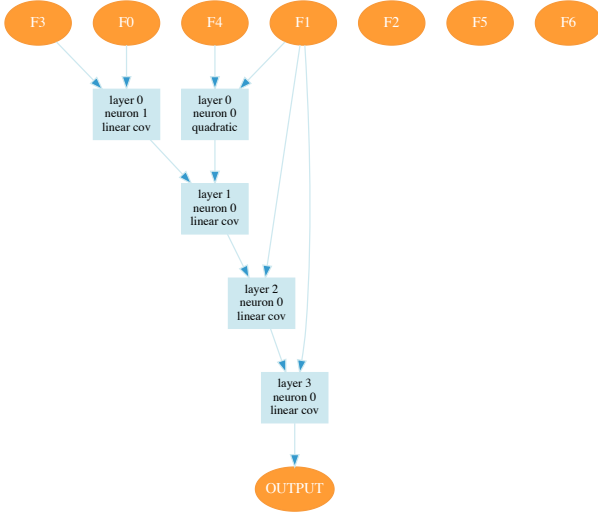 F3
F0
F4
F1
F2
F5
F6
layer 0
neuron 1
linear cov
layer 0
neuron 0
quadratic
layer 1
neuron 0
linear cov
layer 2
neuron 0
linear cov
layer 3
neuron 0
linear cov
OUTPUT